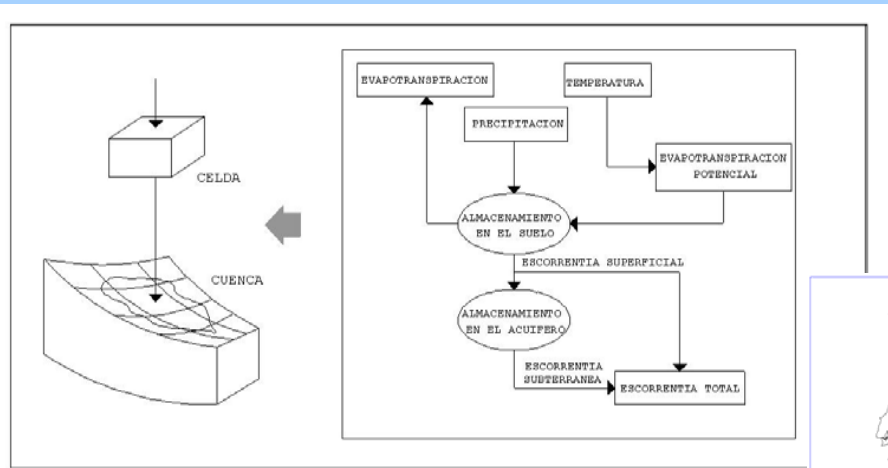 EVAPOTRANSPIRACION
TEMPERATURA
PRECIPITACION
EVAPOTRANSPIRACION
POTENCIAL
CELDA
ALMACENAMIENTO
EN EL SUELO
ESCORRENTIA SUPERFICIAL
CUENCA
ALMACENAMIENTO
EN EL ACUIFERO
ESCORRENTIA
SUBTERRANEA
ESCORRENTIA TOTAL